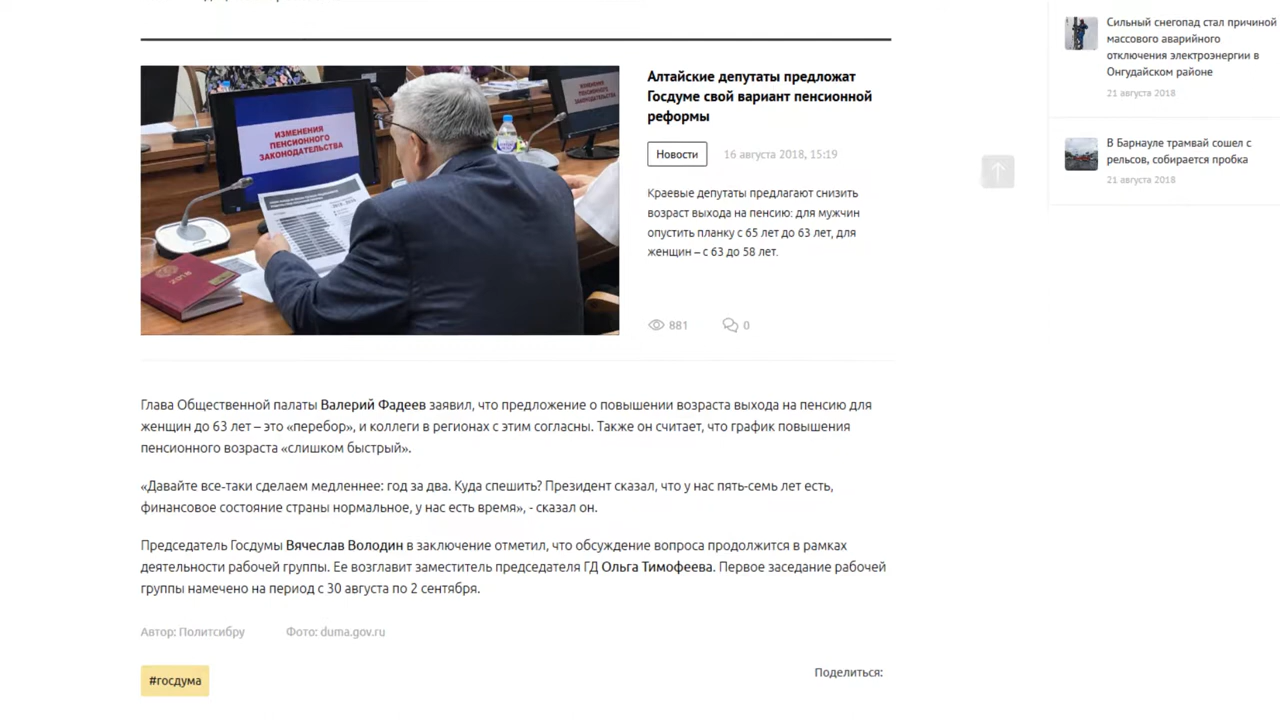 Сильный снегопад стал причиной
массового аварийного
отключения электроэнергии в
Онгудайском районе
21 августа 2018
В Барнауле трамвай сошел с
рельсов, собирается пробка
21 августа 2018
ИЗМЕНЕНИЯ
ПЕНСИОННОГО
ЗАКОНОДАТЕЛЬСТВА
ИЗМЕНЕНИЯ
ПЕНСИОННОГО
ЗАКОНОДАТЕЛЬСТВА
2018
Алтайские депутаты предложат
Госдуме свой вариант пенсионной
реформы
Новости 16 августа 2018, 15:19
Краевые депутаты предлагают снизить
возраст выхода на пенсию: для мужчин
опустить планку с 65 лет до 63 лет, для
женщин – с 63 до 58 лет.
881 0
Глава Общественной палаты Валерий Фадеев заявил, что предложение о повышении возраста выхода на пенсию для
женщин до 63 лет – это «перебор», и коллеги в регионах с этим согласны. Также он считает, что график повышения
пенсионного возраста «слишком быстрый».
«Давайте все-таки сделаем медленнее: год за два. Куда спешить? Президент сказал, что у нас пять-семь лет есть,
финансовое состояние страны нормальное, у нас есть время», - сказал он.
Председатель Госдумы Вячеслав Володин в заключение отметил, что обсуждение вопроса продолжится в рамках
деятельности рабочей группы. Ее возглавит заместитель председателя ГД Ольга Тимофеева. Первое заседание рабочей
группы намечено на период с 30 августа по 2 сентября.
Автор: Политсибру Фото: duma.gov.ru
#госдума
Поделиться: